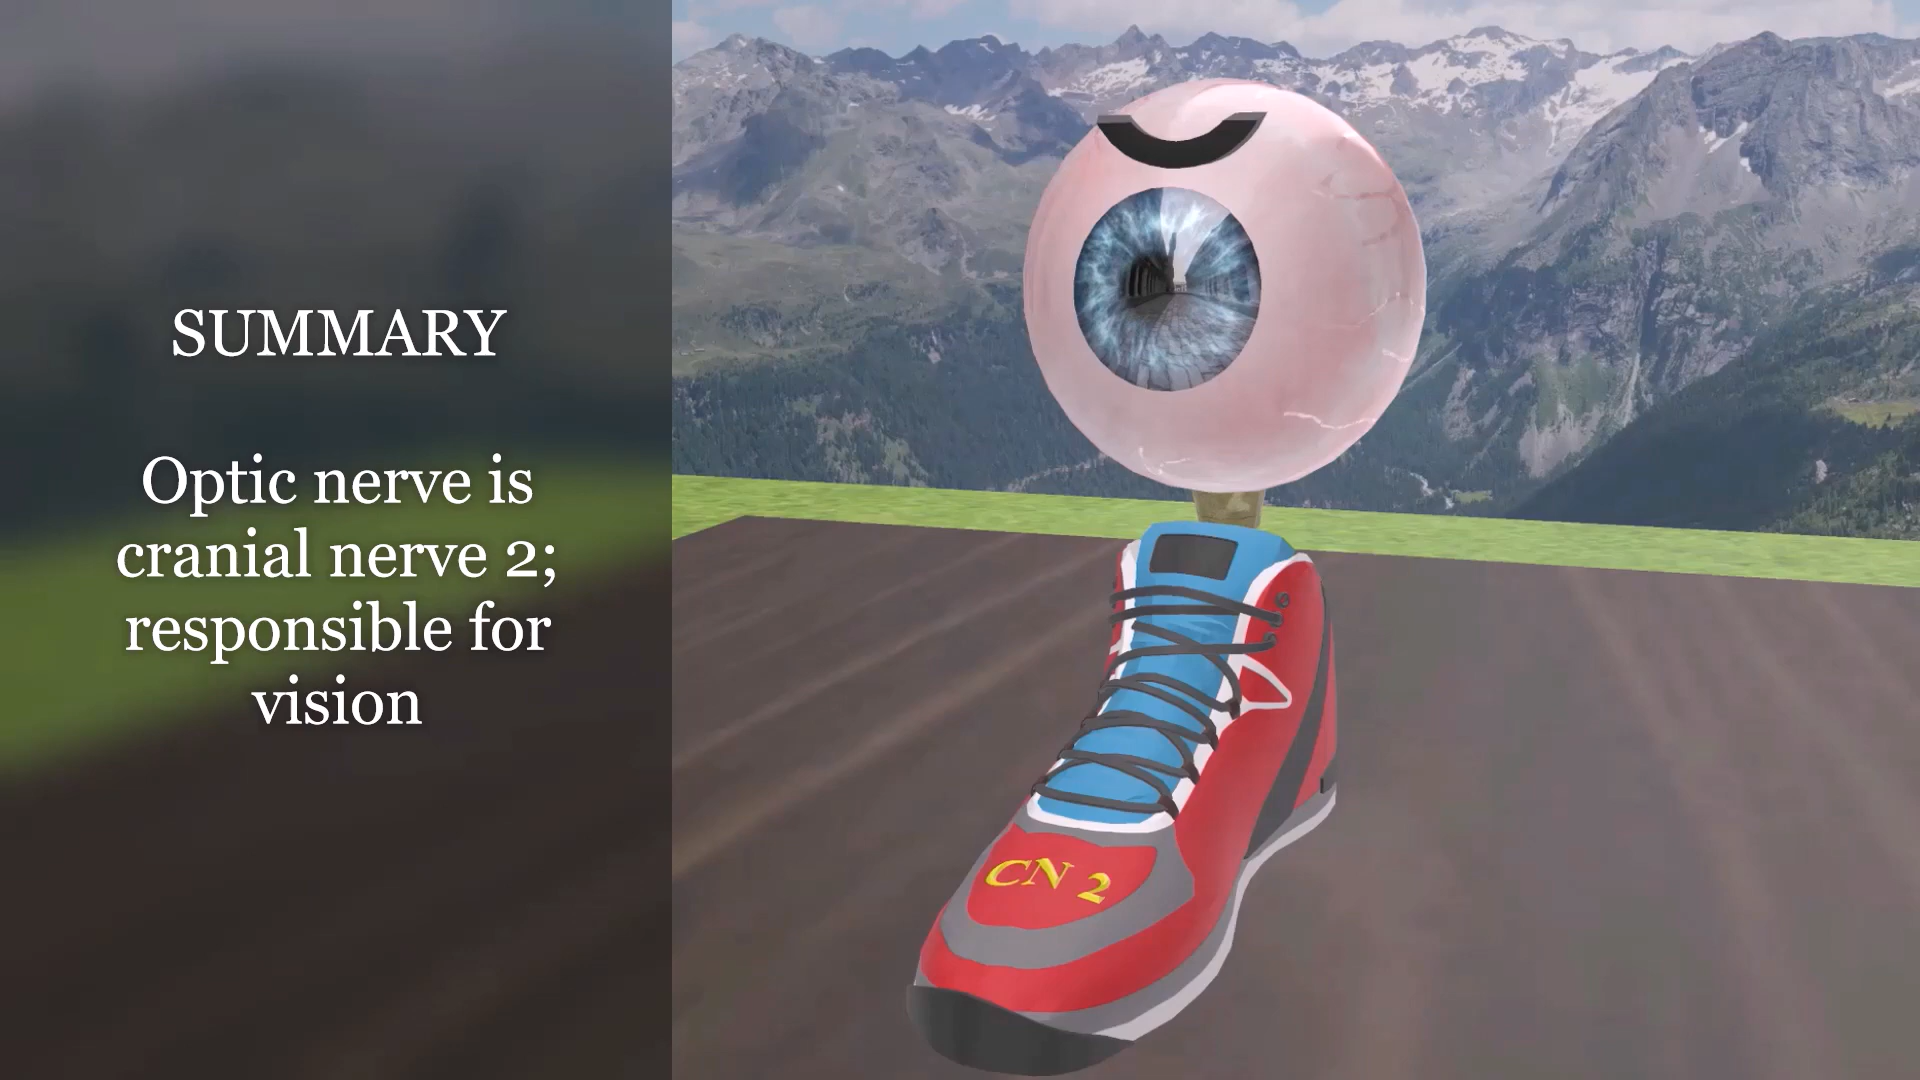 SUMMARY
Optic nerve is
cranial nerve 2;
responsible for
vision
CN 2